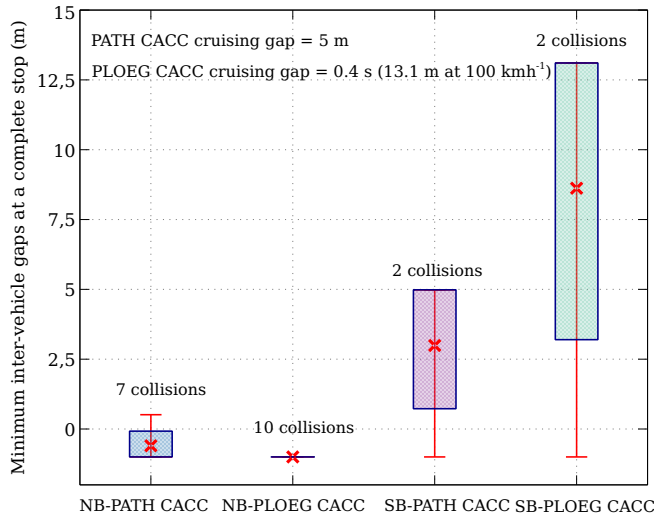 15
12,5
10
7,5
5
2,5
0
Minimum inter-vehicle gaps at a complete stop (m)
PATH CACC cruising gap = 5 m
PLOEG CACC cruising gap = 0.4 s (13.1 m at 100 kmh⁻¹)
2 collisions
2 collisions
7 collisions
10 collisions
NB-PATH CACC NB-PLOEG CACC SB-PATH CACC SB-PLOEG CACC